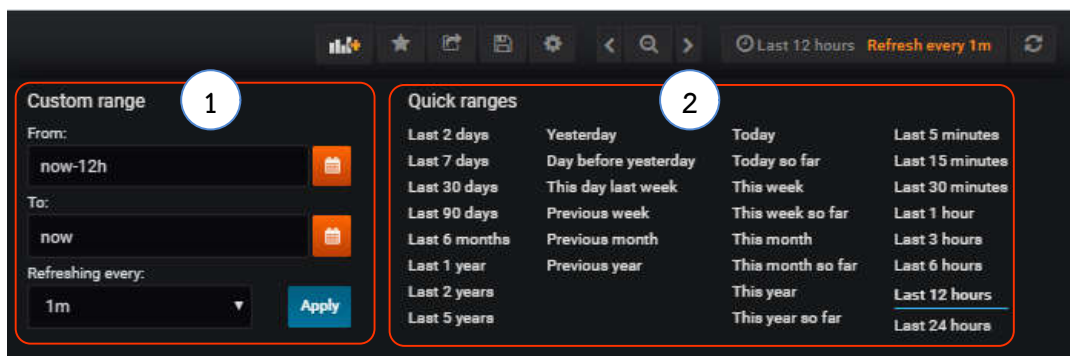 Last 12 hours Refresh every 1m
Custom range
1
From:
now-12h
To:
now
Refreshing every:
1m
Apply
Quick ranges
2
Last 2 days
Last 7 days
Last 30 days
Last 90 days
Last 6 months
Last 1 year
Last 2 years
Last 5 years
Yesterday
Day before yesterday
This day last week
Previous week
Previous month
Previous year
Today
Today so far
This week
This week so far
This month
This month so far
This year
This year so far
Last 5 minutes
Last 15 minutes
Last 30 minutes
Last 1 hour
Last 3 hours
Last 6 hours
Last 12 hours
Last 24 hours